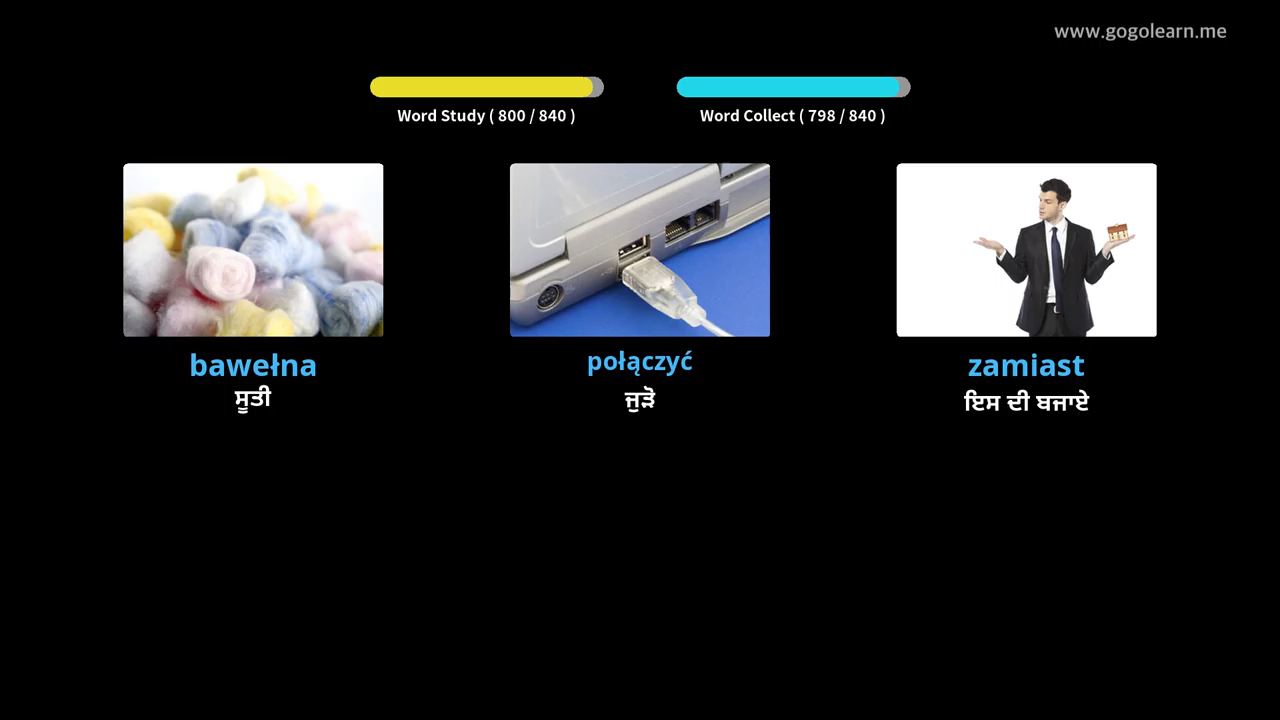 www.gogolearn.me
Word Study ( 800 / 840 )
Word Collect ( 798 / 840 )
bawełna
połączyć
zamiast
ਸੂਤੀ
ਜੁੜੋ
ਇਸ ਦੀ ਬਜਾਏ